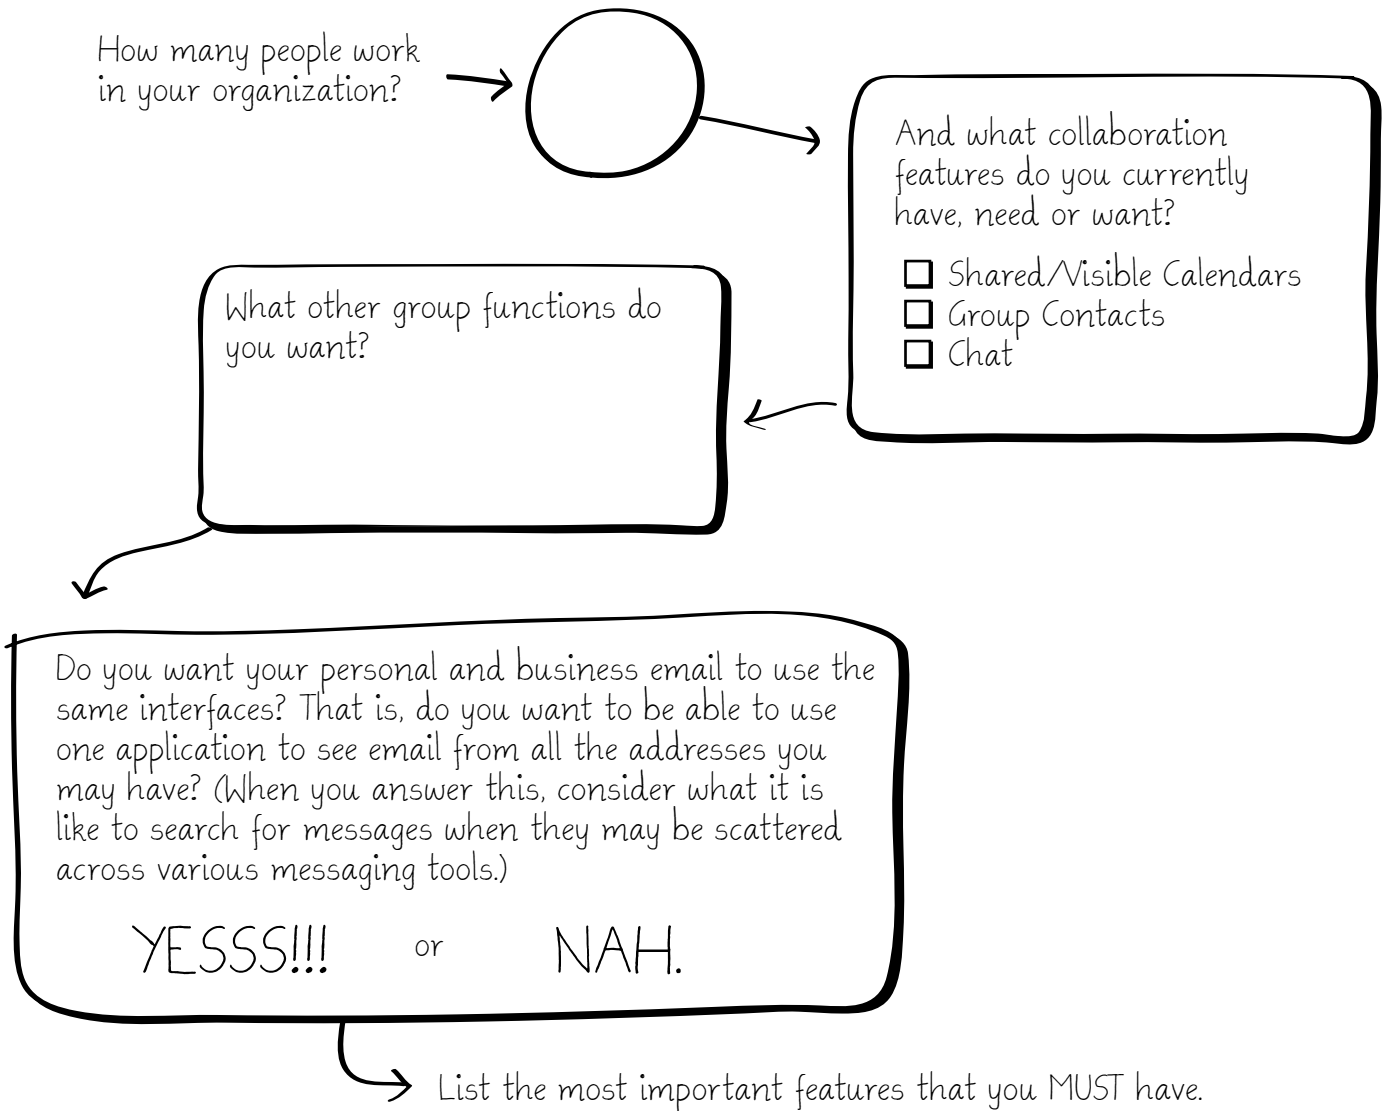 How many people work
in your organization?
And what collaboration
features do you currently
have, need or want?
Shared/Visible Calendars
Group Contacts
Chat
What other group functions do
you want?
Do you want your personal and business email to use the
same interfaces? That is, do you want to be able to use
one application to see email from all the addresses you
may have? (When you answer this, consider what it is
like to search for messages when they may be scattered
across various messaging tools.)
YESSS!!! or NAH.
List the most important features that you MUST have.